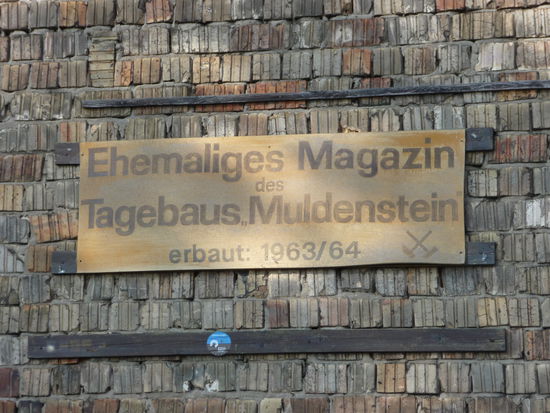 Ehemaliges Magazin
des
Tagebaus „Muldenstein"
erbaut: 1963/64